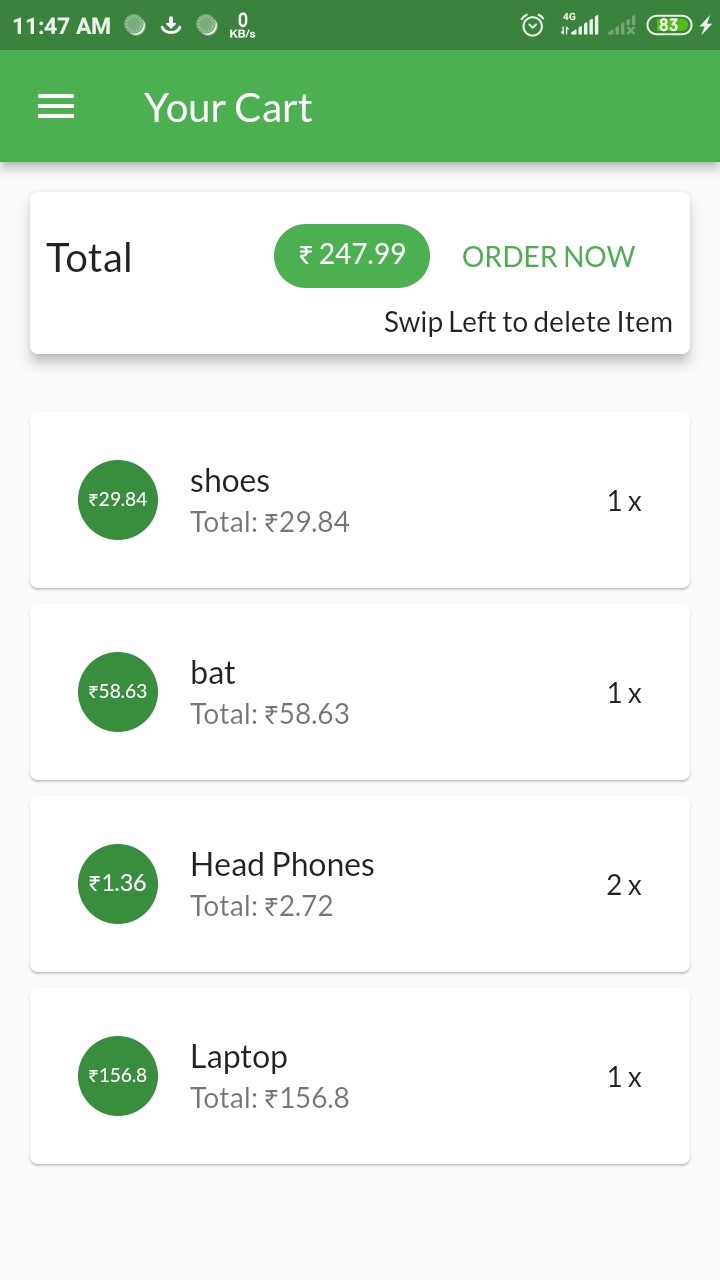 11:47 AM 0 KB/s 4G 83
Your Cart
Total ₹ 247.99 ORDER NOW
Swip Left to delete Item
₹29.84 shoes 1 x
Total: ₹29.84
₹58.63 bat 1 x
Total: ₹58.63
₹1.36 Head Phones 2 x
Total: ₹2.72
₹156.8 Laptop 1 x
Total: ₹156.8